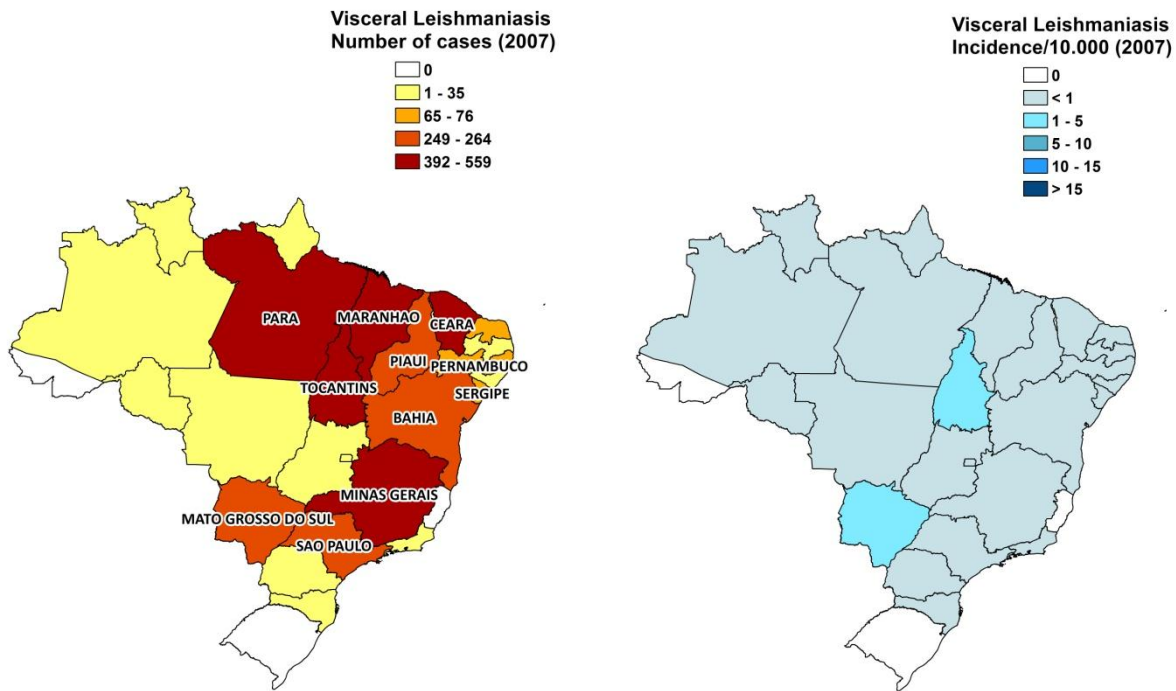 Visceral Leishmaniasis
Number of cases (2007)
0
1 - 35
65 - 76
249 - 264
392 - 559
PARA
MARANHAO
CEARA
PIAUI
PERNAMBUCO
TOCANTINS
SERGIPE
BAHIA
MINAS GERAIS
MATO GROSSO DO SUL
SAO PAULO
Visceral Leishmaniasis
Incidence/10.000 (2007)
0
< 1
1 - 5
5 - 10
10 - 15
> 15